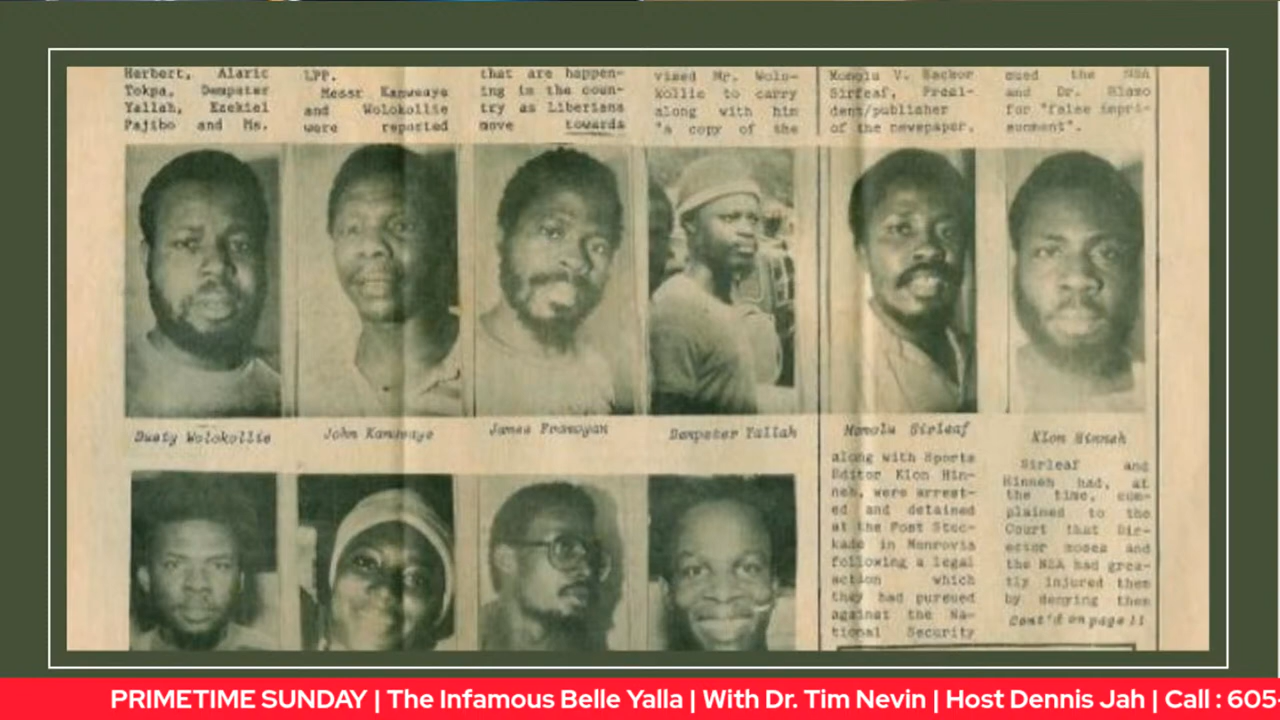 Herbert, Alaric
Tokpa, Dempster
Yallah, Ezekiel
Pajibo and Ms.
LPP.
Messr Kanweaye
and Wolokollie
were reported
that are happen-
ing in the coun-
try as Liberians
move towards
vised Mr. Wolo-
kollie to carry
along with him
"a copy of the
Sirleaf, Presi-
dent/publisher
of the newspaper,
cued the NSA
and Dr. Blamo
for "false impri-
sonment".
Dusty Wolokollie
John Kanweaye
James Fromoyan
Dempster Yallah
Momolu Sirleaf
Klon Hinneh
along with Sports
Editor Klon Hin-
neh, were arrest-
ed and detained
at the Post Stoc-
kade in Monrovia
following a legal
action which
they had pursued
against the Na-
tional Security
Sirleaf and
Hinneh had, at
the time, com-
plained to the
Court that Dir-
ector moses and
the NSA had grea-
tly injured them
by denying them
Cont'd on page 11
PRIMETIME SUNDAY | The Infamous Belle Yalla | With Dr. Tim Nevin | Host Dennis Jah | Call : 605